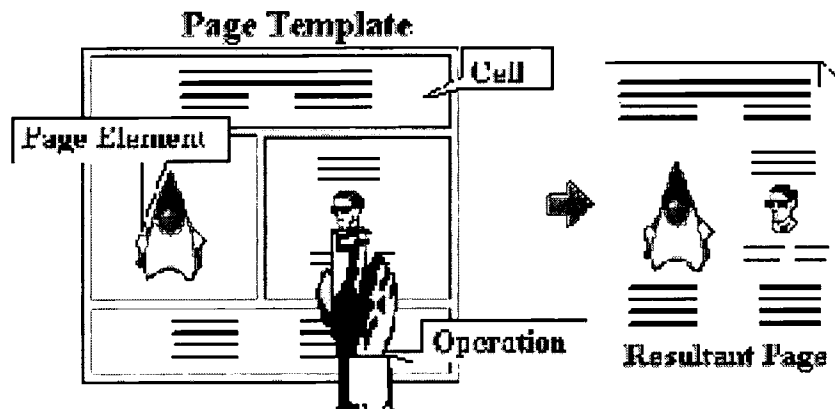 Page Template
Cell
Page Element
Operation
Resultant Page